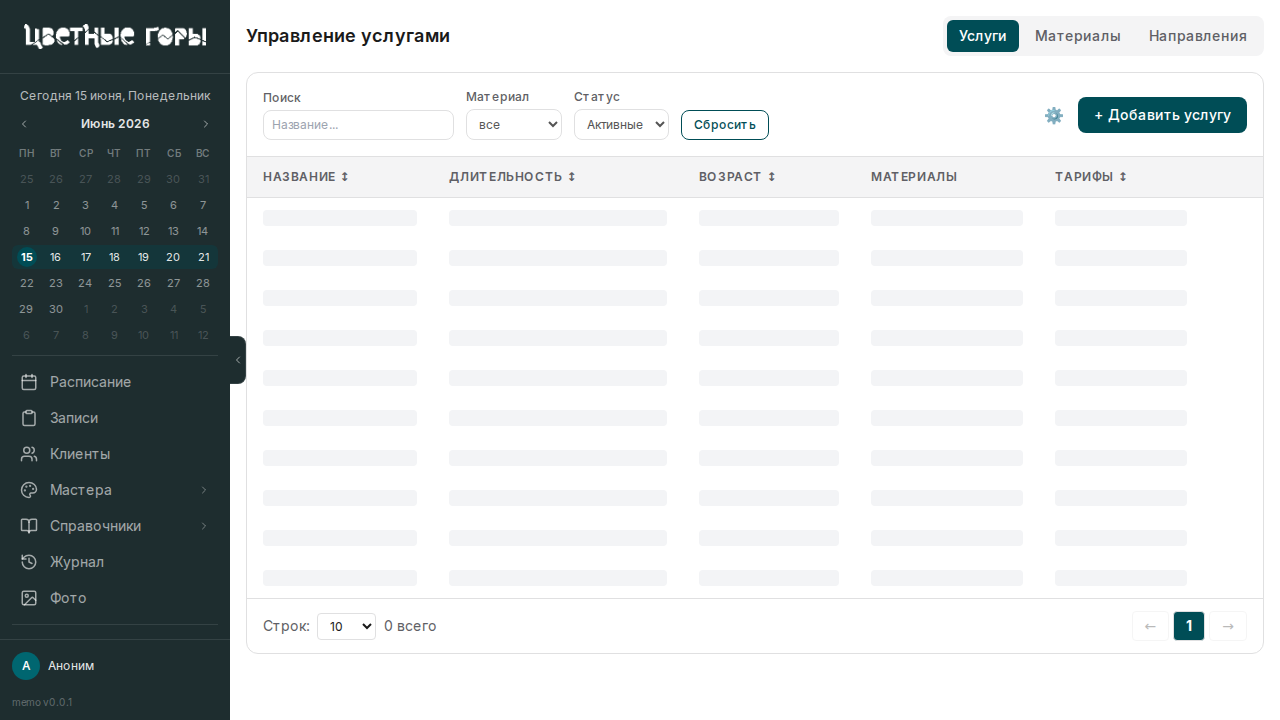 Цветные горы
Сегодня 15 июня, Понедельник
Июнь 2026
ПН ВТ СР ЧТ ПТ СБ ВС
25 26 27 28 29 30 31
1 2 3 4 5 6 7
8 9 10 11 12 13 14
15 16 17 18 19 20 21
22 23 24 25 26 27 28
29 30 1 2 3 4 5
6 7 8 9 10 11 12
Расписание
Записи
Клиенты
Мастера
Справочники
Журнал
Фото
А Аноним
memo v0.0.1
Управление услугами
Услуги Материалы Направления
Поиск Материал Статус
Название... все Активные Сбросить + Добавить услугу
НАЗВАНИЕ ↕ ДЛИТЕЛЬНОСТЬ ↕ ВОЗРАСТ ↕ МАТЕРИАЛЫ ТАРИФЫ ↕
Строк: 10 0 всего ← 1 →